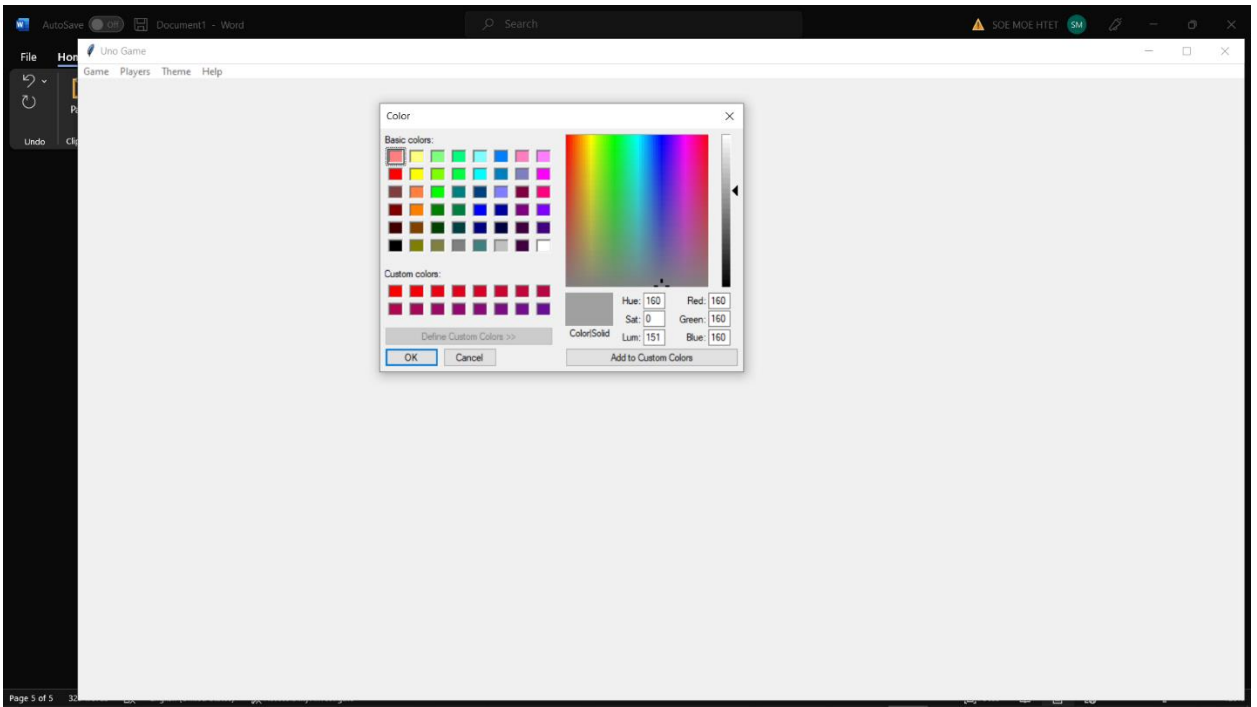 AutoSave Off Document1 - Word Search SOE MOE HTET SM
File Hon
Uno Game
Game Players Theme Help
Undo
Color
Basic colors:
Custom colors:
Define Custom Colors >>
OK Cancel
Color|Solid
Hue: 160 Red: 160
Sat: 0 Green: 160
Lum: 151 Blue: 160
Add to Custom Colors
Page 5 of 5